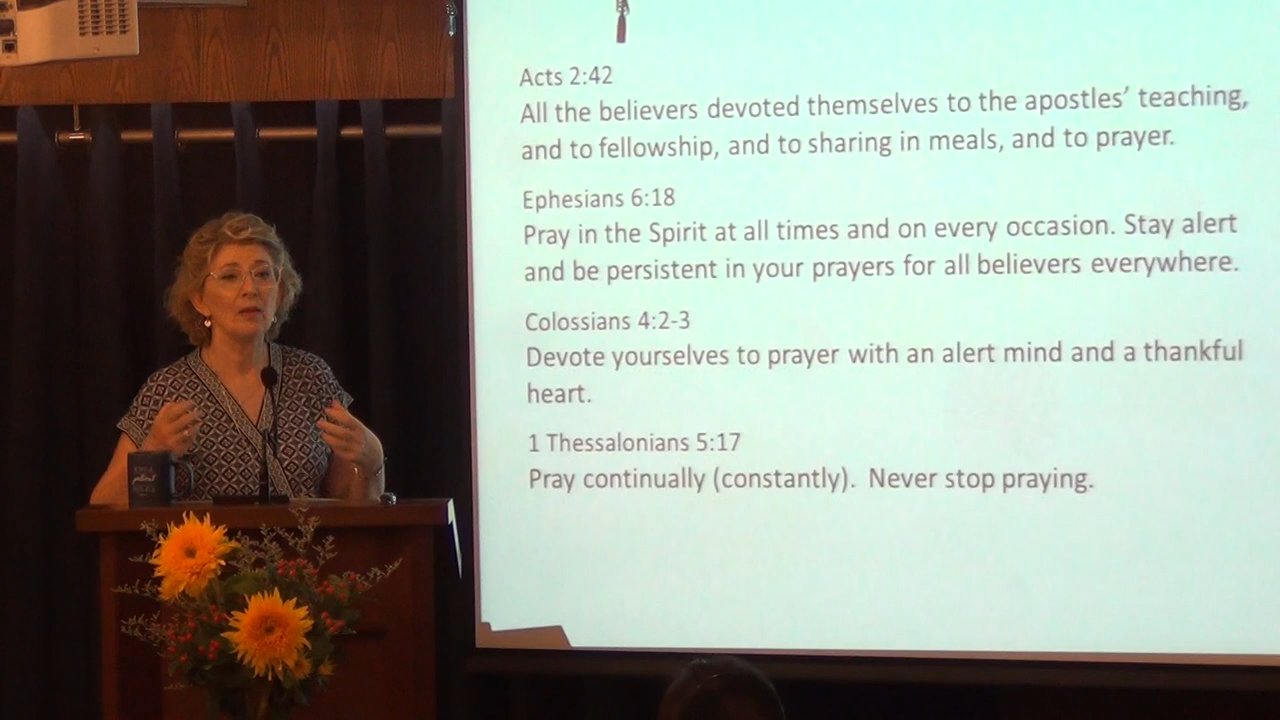 Acts 2:42
All the believers devoted themselves to the apostles’ teaching,
and to fellowship, and to sharing in meals, and to prayer.
Ephesians 6:18
Pray in the Spirit at all times and on every occasion. Stay alert
and be persistent in your prayers for all believers everywhere.
Colossians 4:2-3
Devote yourselves to prayer with an alert mind and a thankful
heart.
1 Thessalonians 5:17
Pray continually (constantly).  Never stop praying.